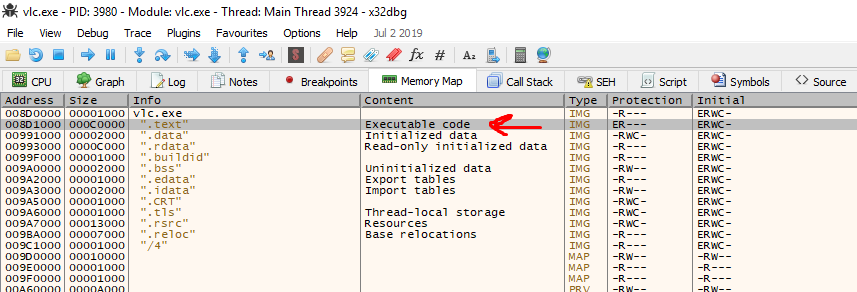 vlc.exe - PID: 3980 - Module: vlc.exe - Thread: Main Thread 3924 - x32dbg
File View Debug Trace Plugins Favourites Options Help Jul 2 2019
CPU Graph Log Notes Breakpoints Memory Map Call Stack SEH Script Symbols Source
Address Size Info Content Type Protection Initial
008D0000 00001000 vlc.exe IMG -R--- ERWC-
008D1000 000C0000 ".text" Executable code IMG ER--- ERWC-
00991000 00002000 ".data" Initialized data IMG -RWC- ERWC-
00993000 0000C000 ".rdata" Read-only initialized data IMG -R--- ERWC-
0099F000 00001000 ".buildid" IMG -R--- ERWC-
009A0000 00002000 ".bss" Uninitialized data IMG -RW-- ERWC-
009A2000 00001000 ".edata" Export tables IMG -R--- ERWC-
009A3000 00002000 ".idata" Import tables IMG -RW-- ERWC-
009A5000 00001000 ".CRT" IMG -RW-- ERWC-
009A6000 00001000 ".tls" Thread-local storage IMG -RWC- ERWC-
009A7000 00013000 ".rsrc" Resources IMG -RWC- ERWC-
009BA000 00007000 ".reloc" Base relocations IMG -R--- ERWC-
009C1000 00001000 "/4" IMG -R--- ERWC-
009D0000 00010000 MAP -RW-- -RW--
009E0000 00001000 MAP -R--- -R---
009F0000 00001000 MAP -R--- -R---
00A60000 0000A000 PRV -RW-- -RW--